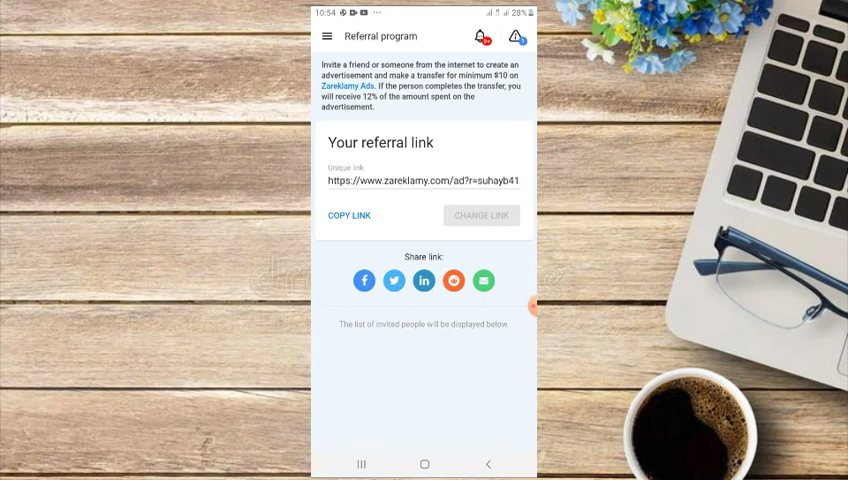 10:54
28%
Referral program
9+
1
Invite a friend or someone from the internet to create an
advertisement and make a transfer for minimum $10 on
Zareklamy Ads. If the person completes the transfer, you
will receive 12% of the amount spent on the
advertisement.
Your referral link
Unique link
https://www.zareklamy.com/ad?r=suhayb41
COPY LINK
CHANGE LINK
Share link:
The list of invited people will be displayed below.